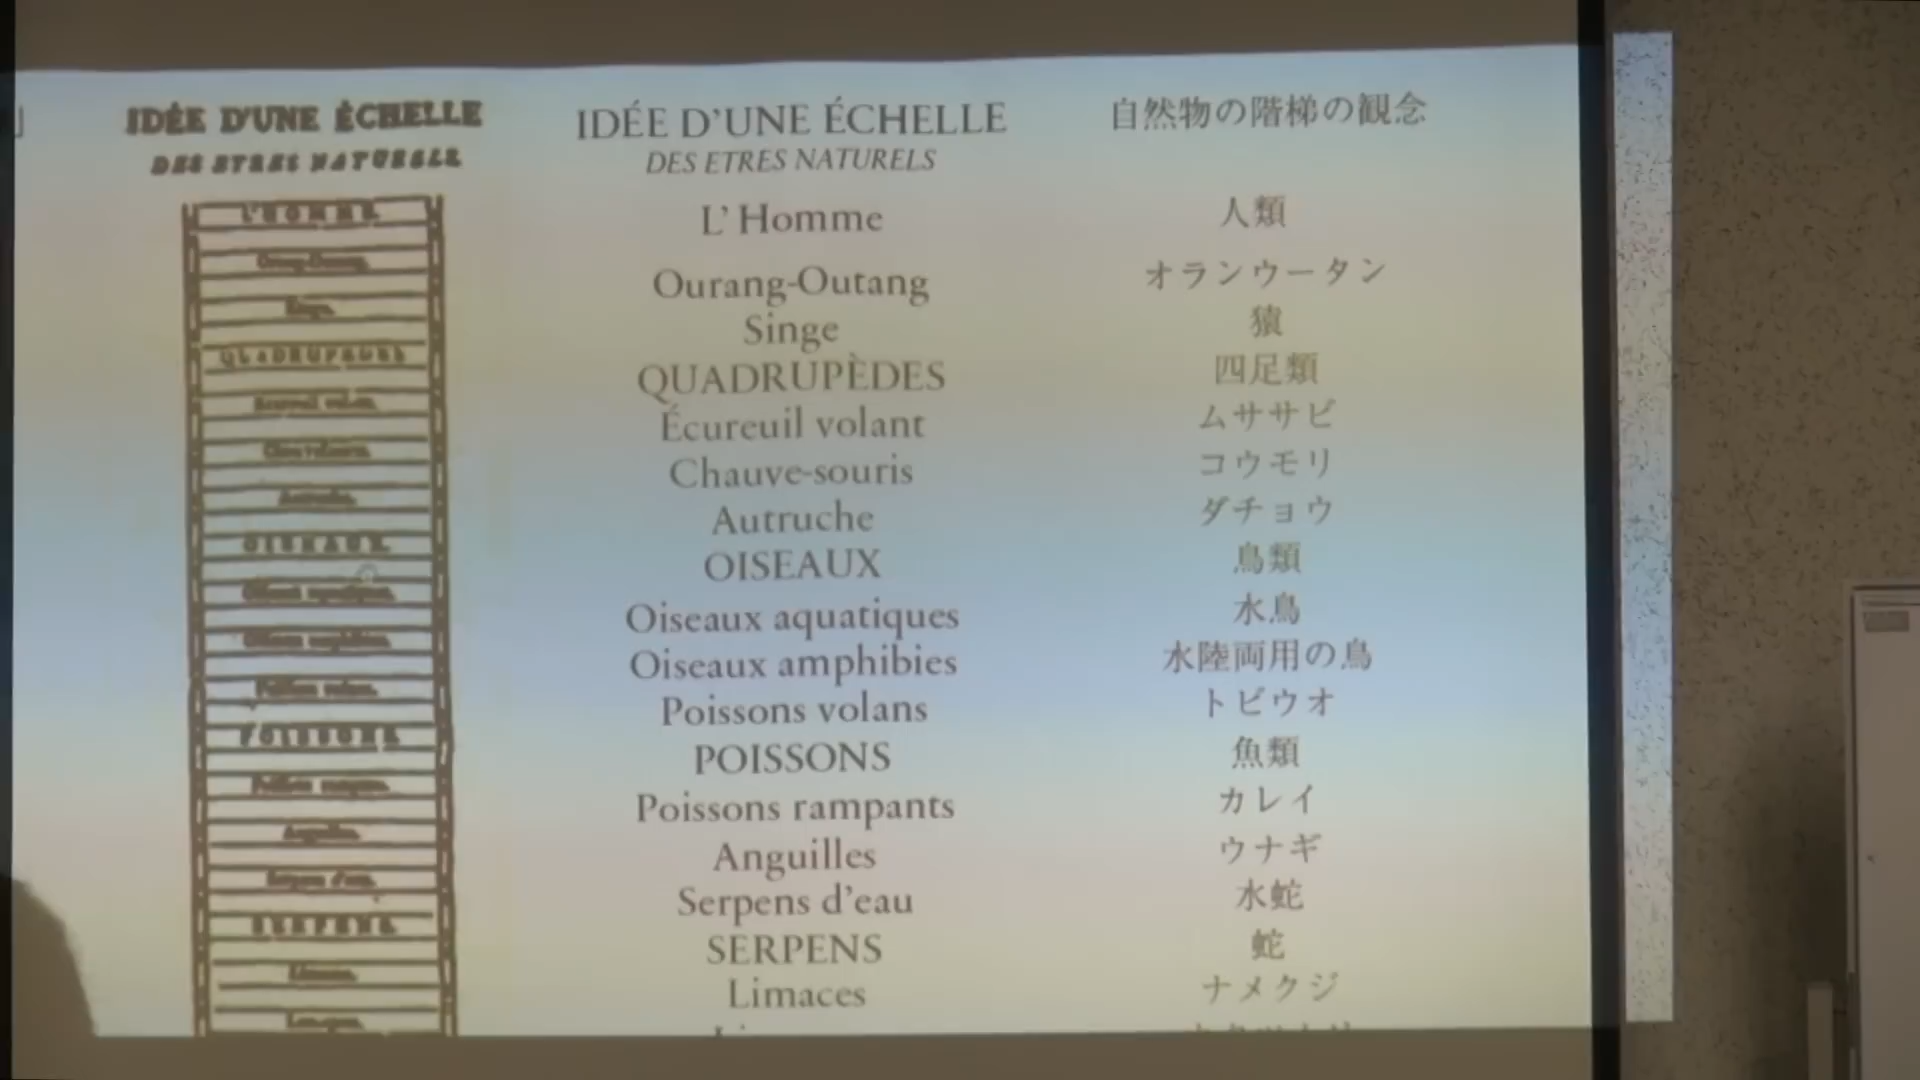 IDÉE D'UNE ÉCHELLE
DES ETRES NATURELS
L'HOMME.
QUADRUPEDES
OISEAUX.
POISSONS
SERPENS.
IDÉE D'UNE ÉCHELLE
DES ETRES NATURELS
L' Homme
Ourang-Outang
Singe
QUADRUPÈDES
Écureuil volant
Chauve-souris
Autruche
OISEAUX
Oiseaux aquatiques
Oiseaux amphibies
Poissons volans
POISSONS
Poissons rampants
Anguilles
Serpens d'eau
SERPENS
Limaces
自然物の階梯の観念
人類
オランウータン
猿
四足類
ムササビ
コウモリ
ダチョウ
鳥類
水鳥
水陸両用の鳥
トビウオ
魚類
カレイ
ウナギ
水蛇
蛇
ナメクジ